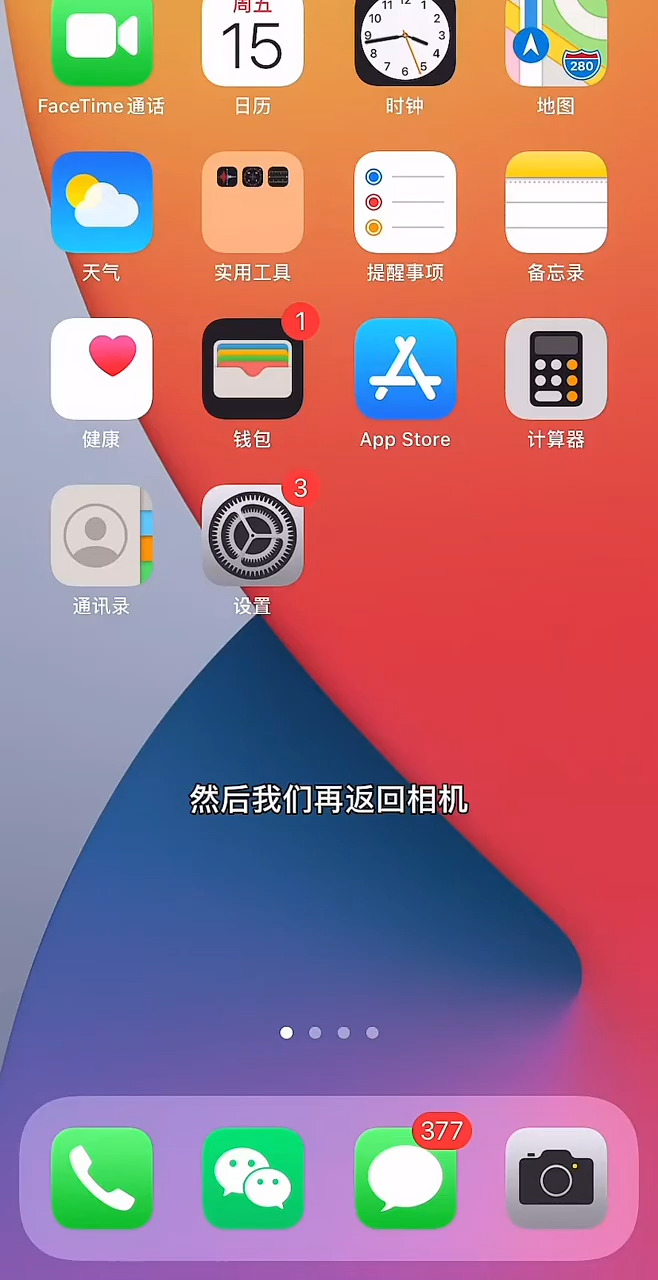 周五
15
FaceTime通话
日历
时钟
280
地图
天气
实用工具
提醒事项
备忘录
1
健康
钱包
App Store
计算器
3
通讯录
设置
然后我们再返回相机
377